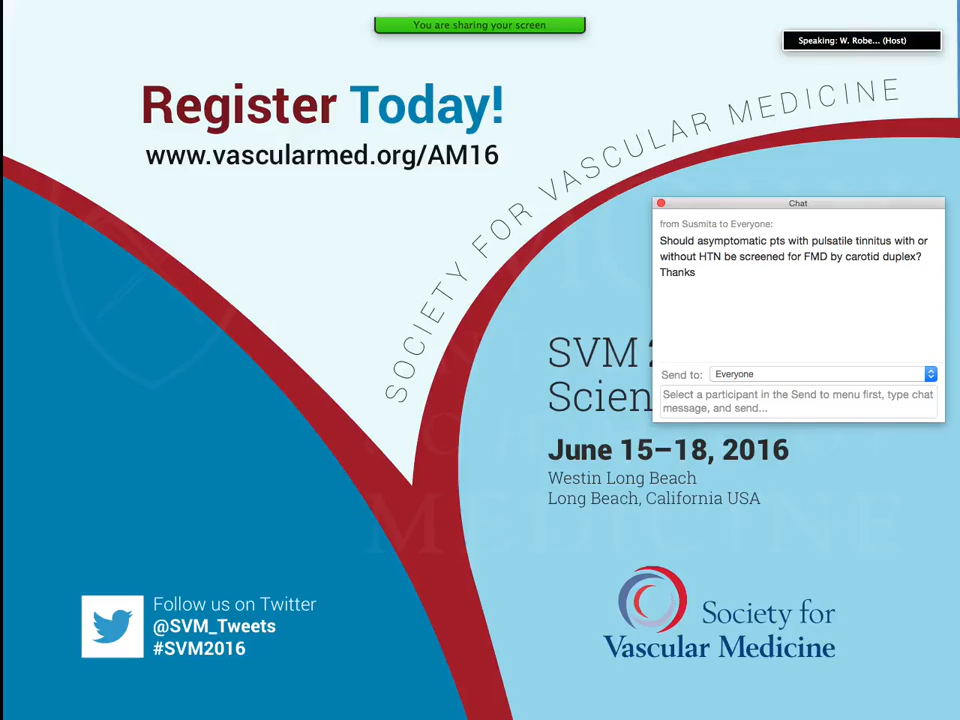 You are sharing your screen
Speaking: W. Robe... (Host)
Register Today!
www.vascularmed.org/AM16
SOCIETY FOR VASCULAR MEDICINE
Chat
from Susmita to Everyone:
Should asymptomatic pts with pulsatile tinnitus with or
without HTN be screened for FMD by carotid duplex?
Thanks
Send to: Everyone
Select a participant in the Send to menu first, type chat
message, and send...
SVM
Scien
June 15–18, 2016
Westin Long Beach
Long Beach, California USA
Follow us on Twitter
@SVM_Tweets
#SVM2016
Society for
Vascular Medicine
MEDICINE